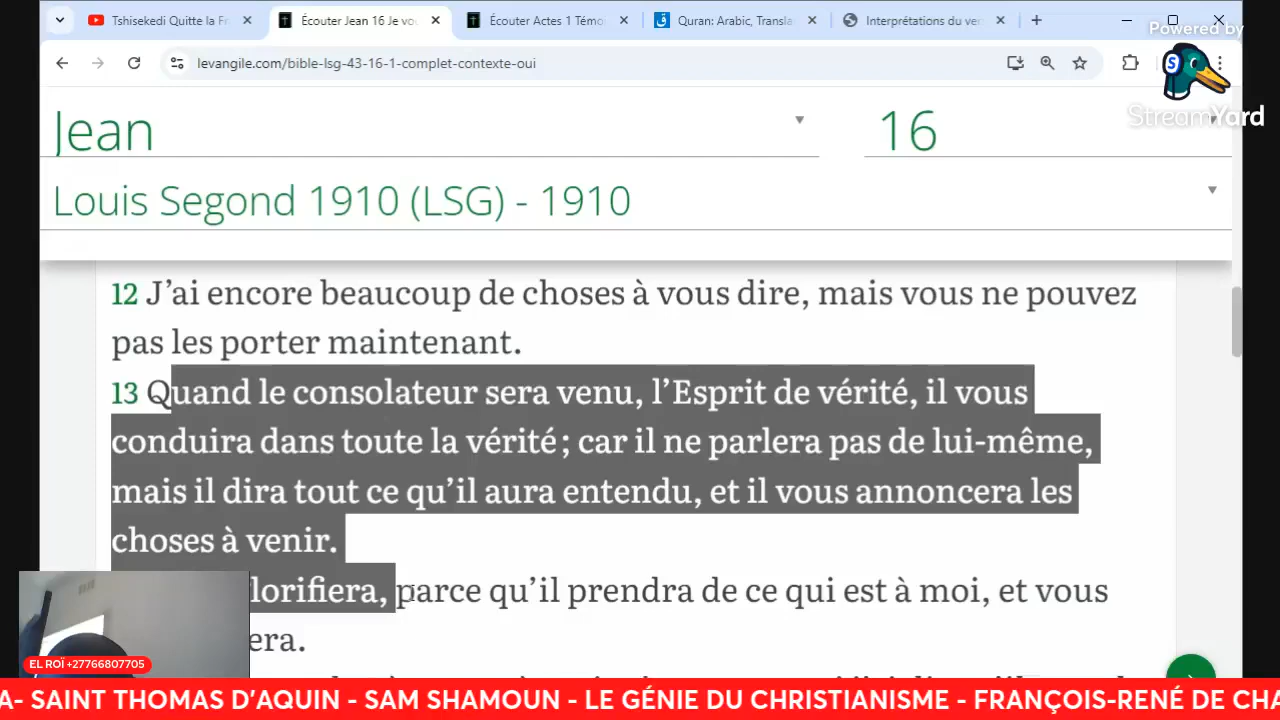 Tshisekedi Quitte la Fr
Écouter Jean 16 Je vou
Écouter Actes 1 Témo
Quran: Arabic, Transla
Interprétations du ver
Powered by
levangile.com/bible-lsg-43-16-1-complet-contexte-oui
StreamYard
Jean
16
Louis Segond 1910 (LSG) - 1910
12 J’ai encore beaucoup de choses à vous dire, mais vous ne pouvez
pas les porter maintenant.
13 Quand le consolateur sera venu, l’Esprit de vérité, il vous
conduira dans toute la vérité ; car il ne parlera pas de lui-même,
mais il dira tout ce qu’il aura entendu, et il vous annoncera les
choses à venir.
lorifiera, parce qu’il prendra de ce qui est à moi, et vous
era.
EL ROÏ +27766807705
A- SAINT THOMAS D'AQUIN - SAM SHAMOUN - LE GÉNIE DU CHRISTIANISME - FRANÇOIS-RENÉ DE CHA